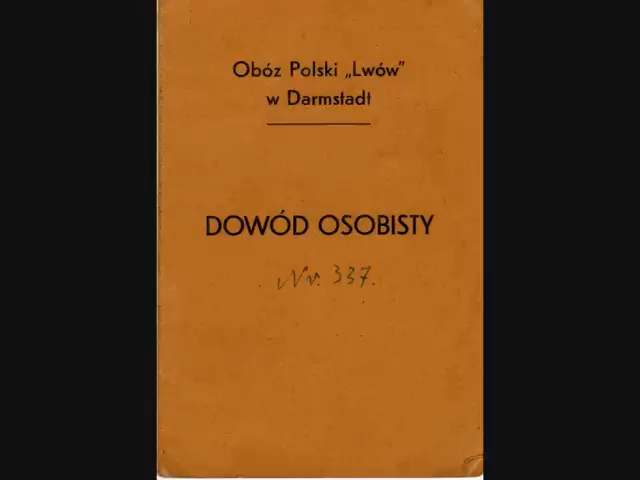 Obóz Polski „Lwów”
w Darmstadt
DOWÓD OSOBISTY
Nr. 337.